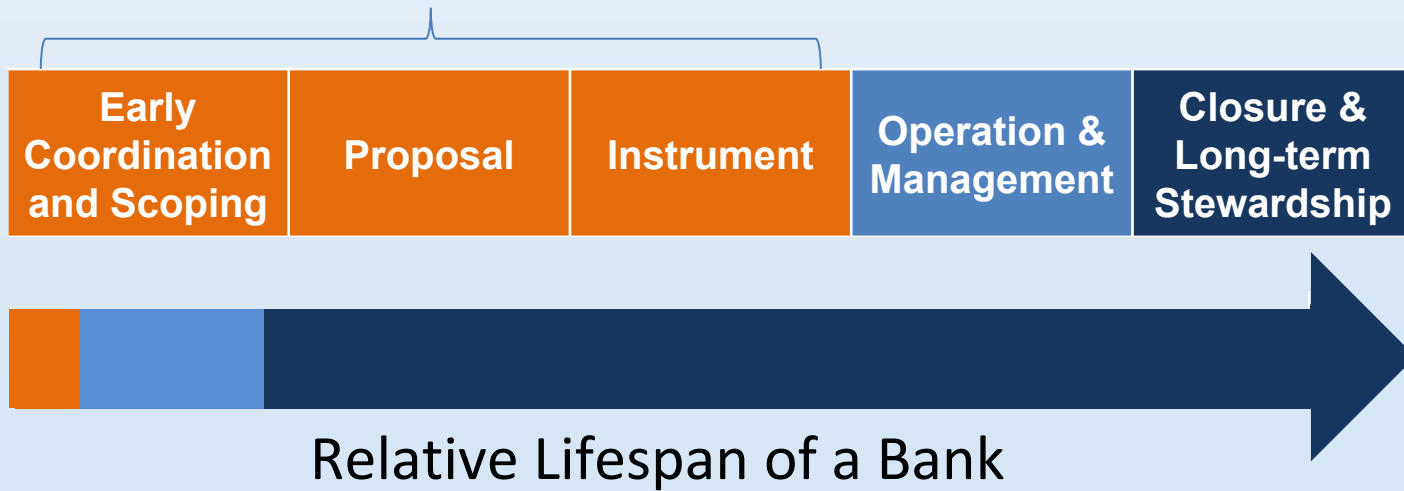 Early
Coordination
and Scoping
Proposal
Instrument
Operation &
Management
Closure &
Long-term
Stewardship
Relative Lifespan of a Bank